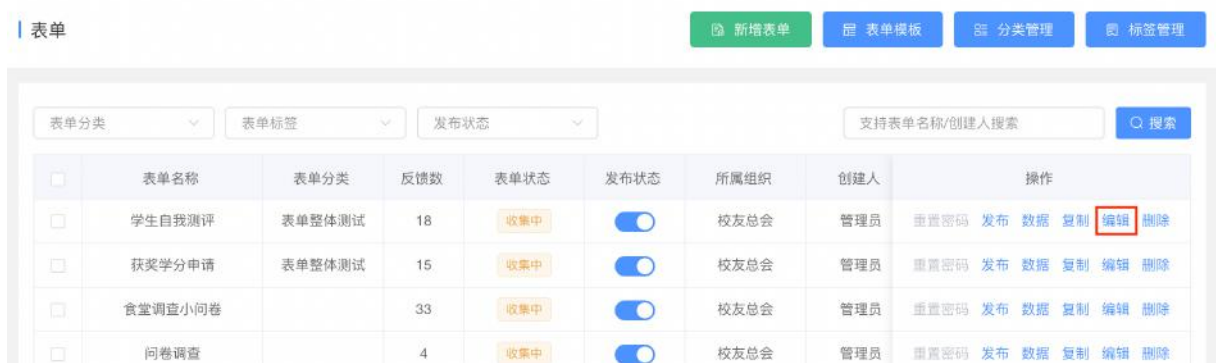 表单
新增表单 表单模板 分类管理 标签管理
表单分类 表单标签 发布状态 支持表单名称/创建人搜索 搜索
表单名称 表单分类 反馈数 表单状态 发布状态 所属组织 创建人 操作
学生自我测评 表单整体测试 18 收集中 校友总会 管理员 重置密码 发布 数据 复制 编辑 删除
获奖学分申请 表单整体测试 15 收集中 校友总会 管理员 重置密码 发布 数据 复制 编辑 删除
食堂调查小问卷 33 收集中 校友总会 管理员 重置密码 发布 数据 复制 编辑 删除
问卷调查 4 收集中 校友总会 管理员 重置密码 发布 数据 复制 编辑 删除